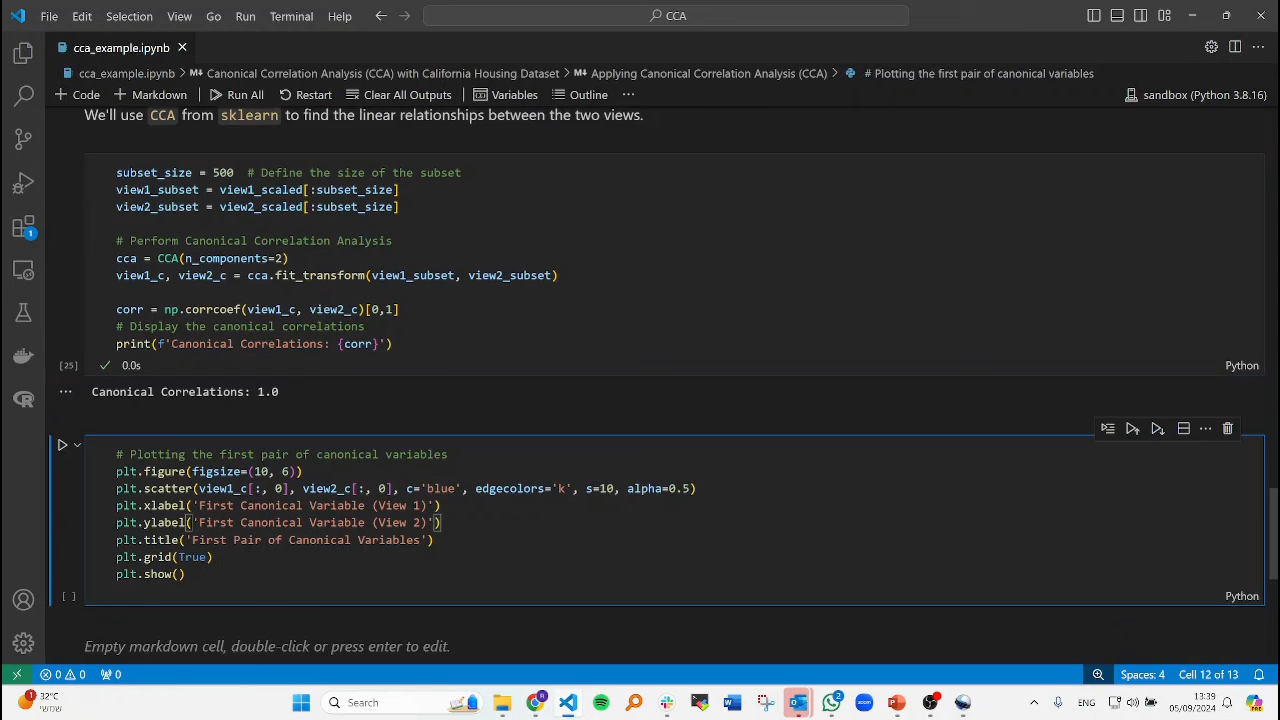 File Edit Selection View Go Run Terminal Help
CCA
cca_example.ipynb
cca_example.ipynb > Canonical Correlation Analysis (CCA) with California Housing Dataset > Applying Canonical Correlation Analysis (CCA) > # Plotting the first pair of canonical variables
+ Code + Markdown Run All Restart Clear All Outputs Variables Outline ... sandbox (Python 3.8.16)
We'll use CCA from sklearn to find the linear relationships between the two views.
subset_size = 500  # Define the size of the subset
view1_subset = view1_scaled[:subset_size]
view2_subset = view2_scaled[:subset_size]
# Perform Canonical Correlation Analysis
cca = CCA(n_components=2)
view1_c, view2_c = cca.fit_transform(view1_subset, view2_subset)
corr = np.corrcoef(view1_c, view2_c)[0,1]
# Display the canonical correlations
print(f'Canonical Correlations: {corr}')
[25] 0.0s Python
... Canonical Correlations: 1.0
# Plotting the first pair of canonical variables
plt.figure(figsize=(10, 6))
plt.scatter(view1_c[:, 0], view2_c[:, 0], c='blue', edgecolors='k', s=10, alpha=0.5)
plt.xlabel('First Canonical Variable (View 1)')
plt.ylabel('First Canonical Variable (View 2)')
plt.title('First Pair of Canonical Variables')
plt.grid(True)
plt.show()
[ ] Python
Empty markdown cell, double-click or press enter to edit.
0 0 0 Spaces: 4 Cell 12 of 13
1 32°C
Search
2
ENG
13:39
05/09/2024